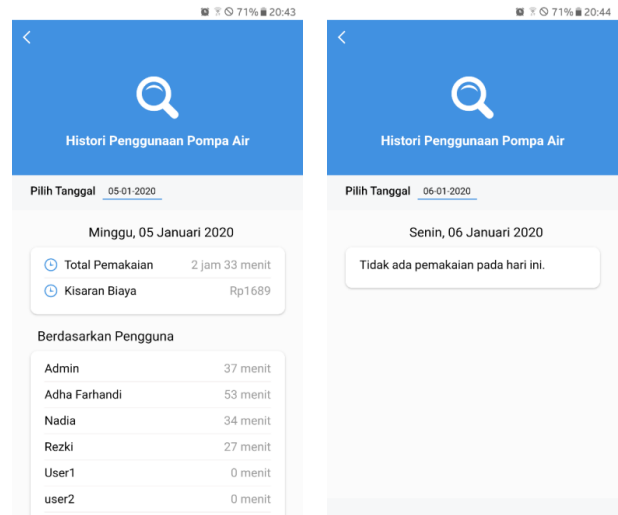 71% 20:43
Histori Penggunaan Pompa Air
Pilih Tanggal 05-01-2020
Minggu, 05 Januari 2020
Total Pemakaian 2 jam 33 menit
Kisaran Biaya Rp1689
Berdasarkan Pengguna
Admin 37 menit
Adha Farhandi 53 menit
Nadia 34 menit
Rezki 27 menit
User1 0 menit
user2 0 menit
71% 20:44
Histori Penggunaan Pompa Air
Pilih Tanggal 06-01-2020
Senin, 06 Januari 2020
Tidak ada pemakaian pada hari ini.